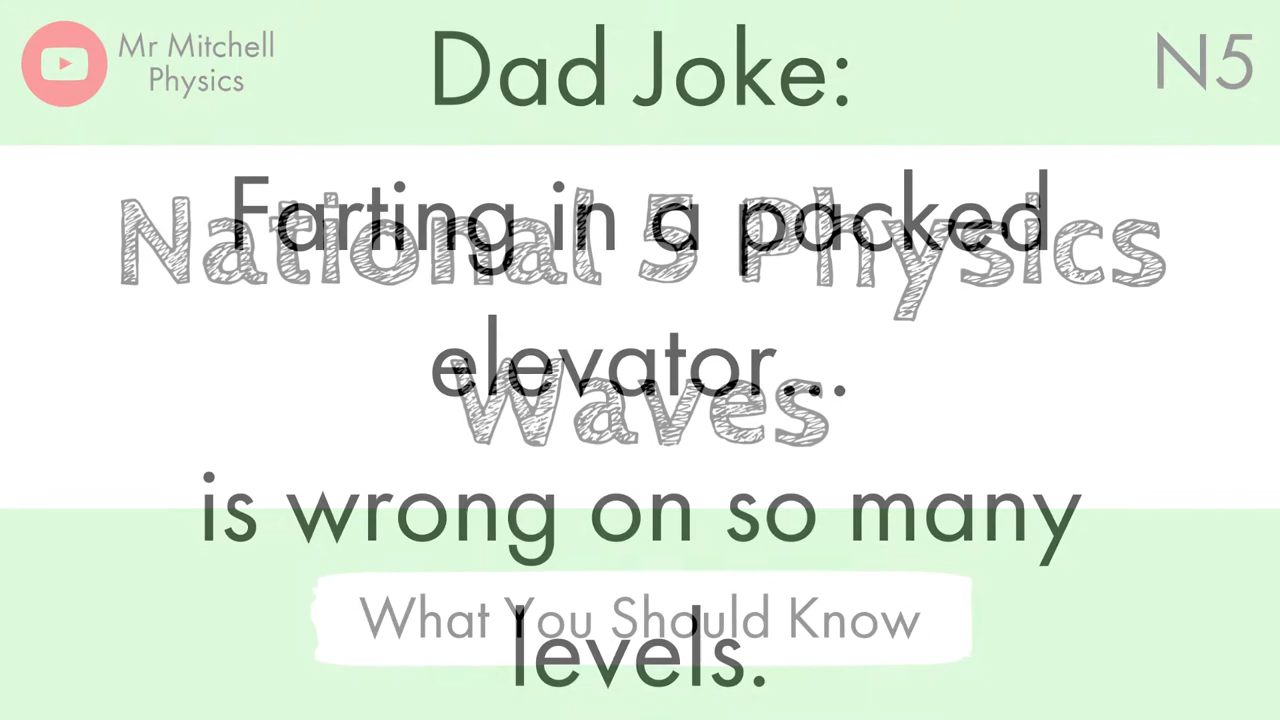 Mr Mitchell
Physics
N5
Dad Joke:
Farting in a packed
elevator...
is wrong on so many
levels.
National 5 Physics
Waves
What You Should Know